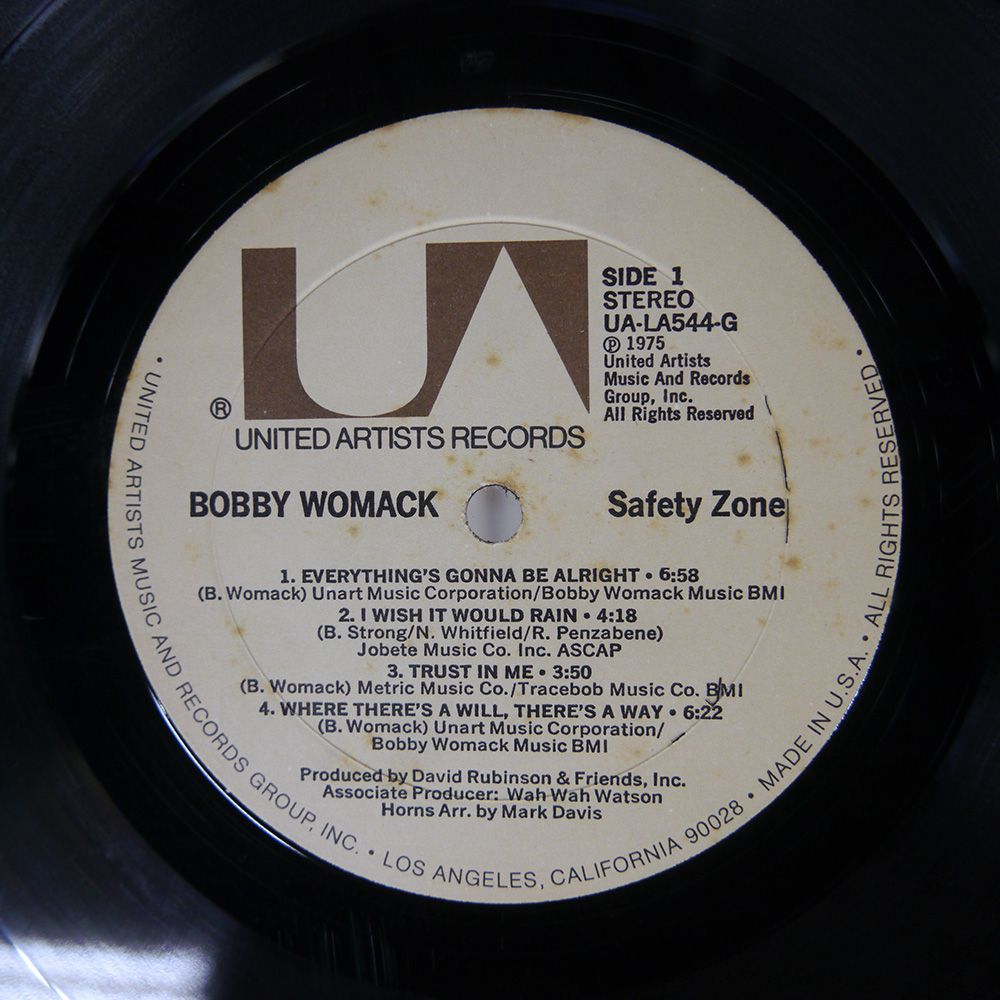 UA
®
UNITED ARTISTS RECORDS
SIDE 1
STEREO
UA-LA544-G
℗ 1975
United Artists
Music And Records
Group, Inc.
All Rights Reserved
BOBBY WOMACK
Safety Zone
1. EVERYTHING'S GONNA BE ALRIGHT • 6:58
(B. Womack) Unart Music Corporation/Bobby Womack Music BMI
2. I WISH IT WOULD RAIN • 4:18
(B. Strong/N. Whitfield/R. Penzabene)
Jobete Music Co. Inc. ASCAP
3. TRUST IN ME • 3:50
(B. Womack) Metric Music Co./Tracebob Music Co. BMI
4. WHERE THERE'S A WILL, THERE'S A WAY • 6:22
(B. Womack) Unart Music Corporation/
Bobby Womack Music BMI
Produced by David Rubinson & Friends, Inc.
Associate Producer: Wah Wah Watson
Horns Arr. by Mark Davis
• UNITED ARTISTS MUSIC AND RECORDS GROUP, INC. • LOS ANGELES, CALIFORNIA 90028 • MADE IN U.S.A. • ALL RIGHTS RESERVED •